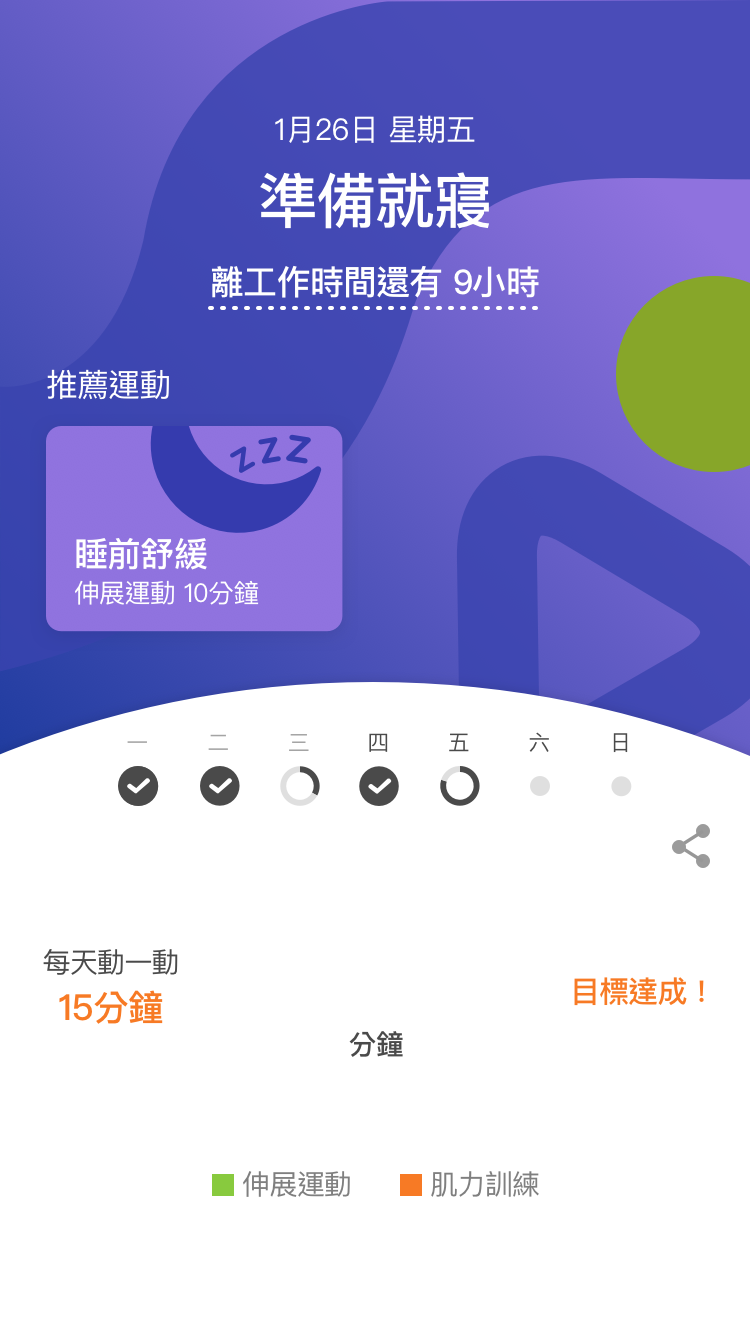 1月26日 星期五
準備就寢
離工作時間還有 9小時
推薦運動
zzz
睡前舒緩
伸展運動 10分鐘
一 二 三 四 五 六 日
每天動一動
15分鐘
目標達成！
分鐘
伸展運動 肌力訓練